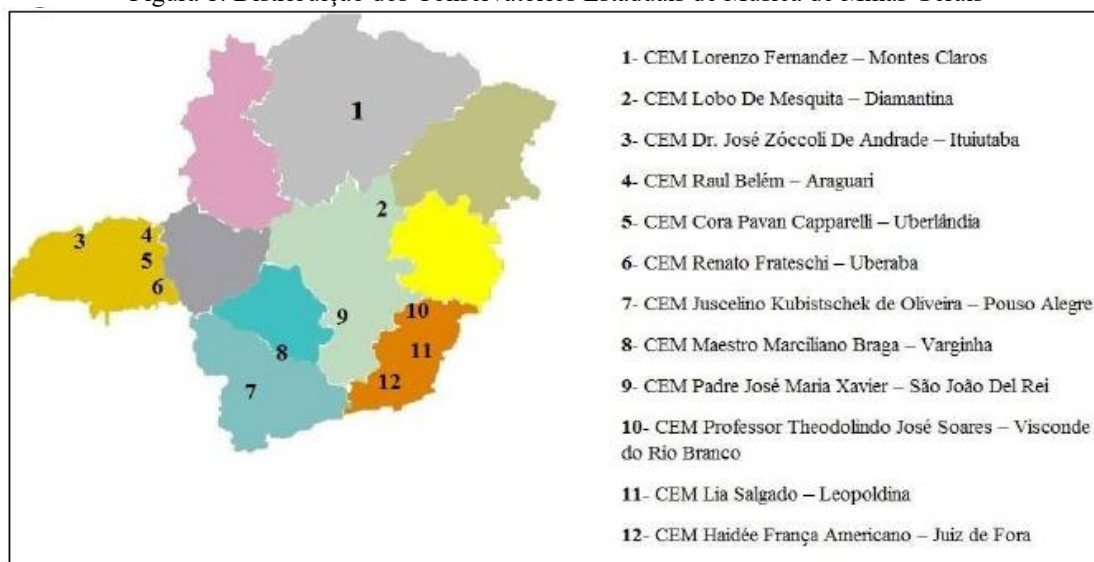 1
2
3
4
5
6
7
8
9
10
11
12
1- CEM Lorenzo Fernandez – Montes Claros
2- CEM Lobo De Mesquita – Diamantina
3- CEM Dr. José Zóccoli De Andrade – Ituiutaba
4- CEM Raul Belém – Araguari
5- CEM Cora Pavan Capparelli – Uberlândia
6- CEM Renato Frateschi – Uberaba
7- CEM Juscelino Kubistschek de Oliveira – Pouso Alegre
8- CEM Maestro Marciliano Braga – Varginha
9- CEM Padre José Maria Xavier – São João Del Rei
10- CEM Professor Theodolindo José Soares – Visconde
do Rio Branco
11- CEM Lia Salgado – Leopoldina
12- CEM Haidée França Americano – Juiz de Fora